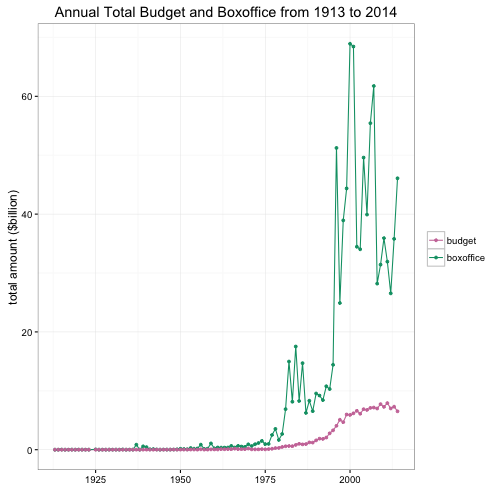 Annual Total Budget and Boxoffice from 1913 to 2014
total amount ($billion)
60
40
20
0
1925
1950
1975
2000
budget
boxoffice